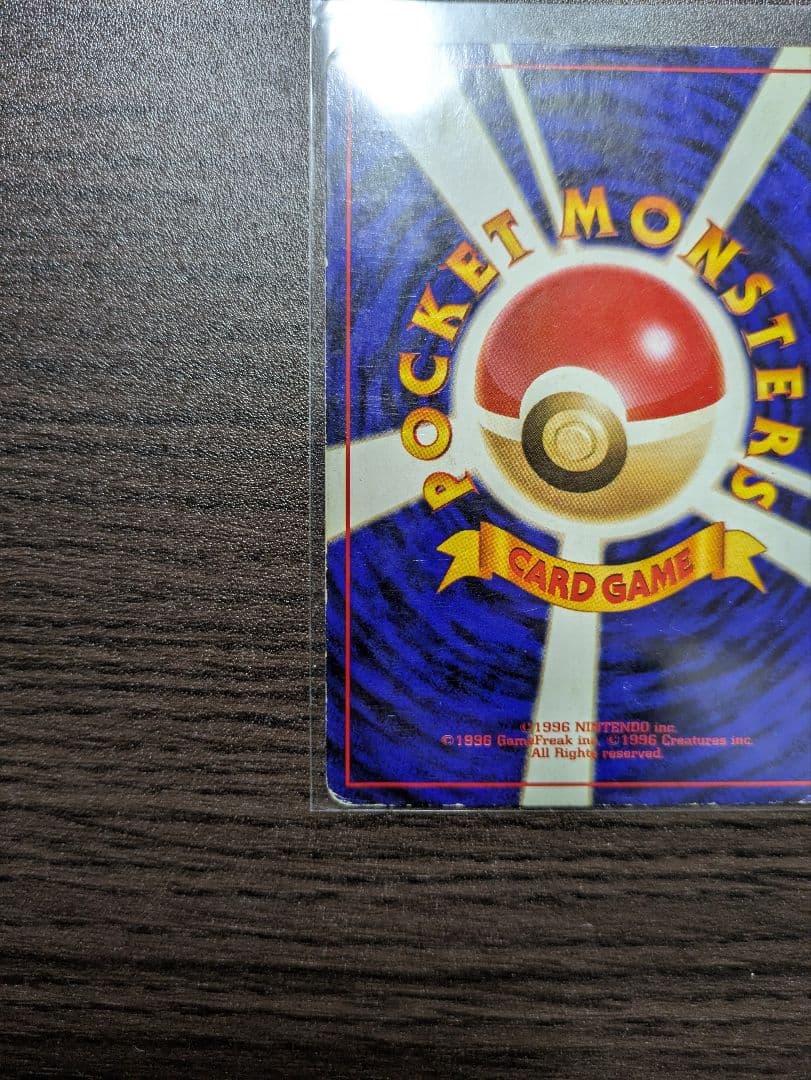 POCKET MONSTERS
CARD GAME
©1996 NINTENDO inc.
©1996 GameFreak inc. ©1996 Creatures inc.
All Rights reserved.